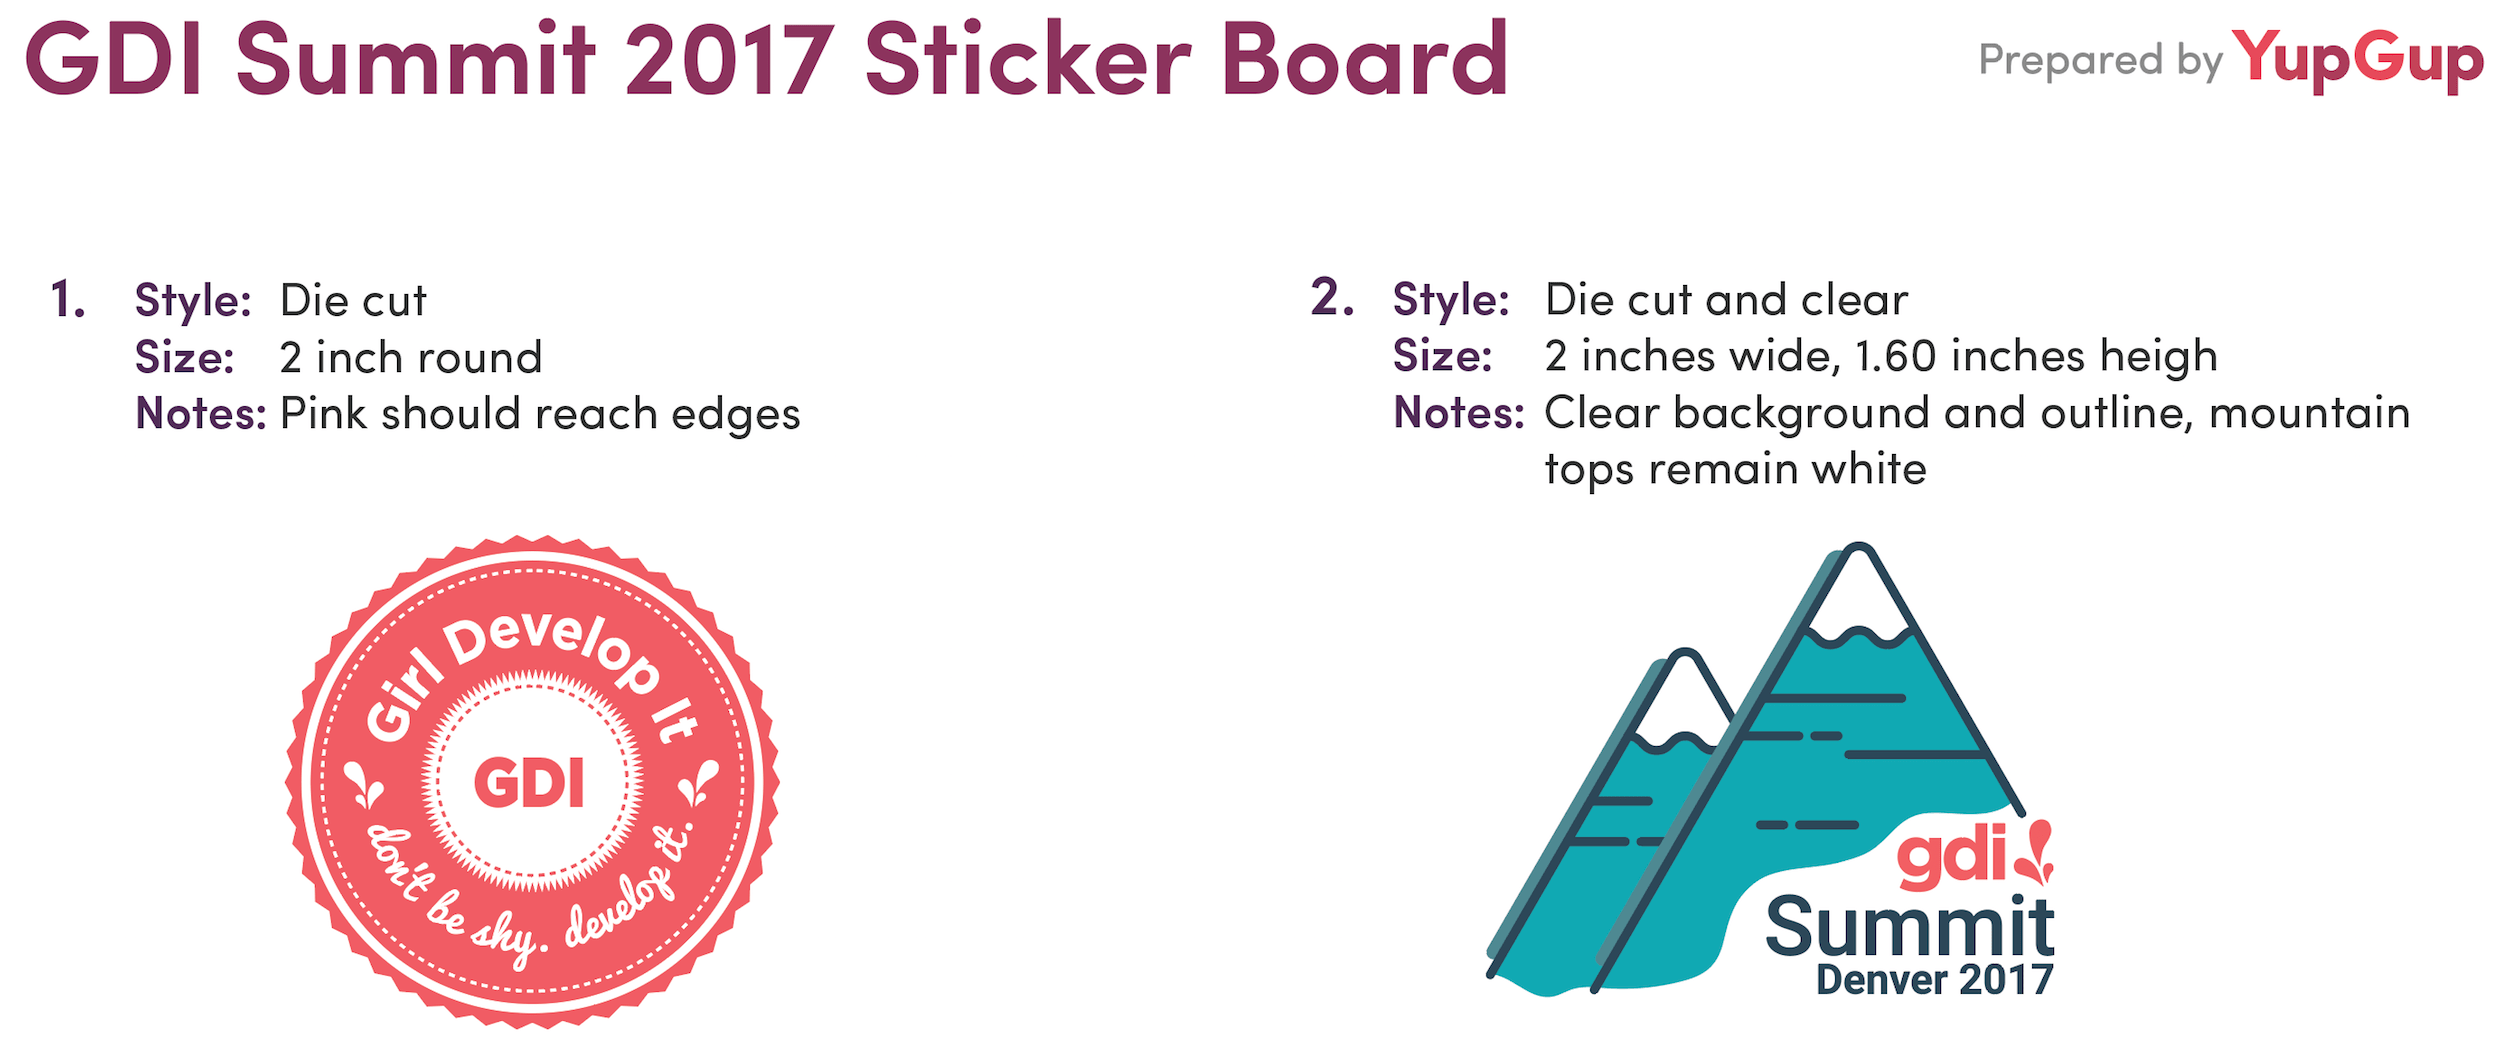 GDI Summit 2017 Sticker Board
Prepared by YupGup
1. Style: Die cut
Size: 2 inch round
Notes: Pink should reach edges
2. Style: Die cut and clear
Size: 2 inches wide, 1.60 inches heigh
Notes: Clear background and outline, mountain
tops remain white
Girl Develop It
GDI
don't be shy. develop it.
gdi
Summit
Denver 2017